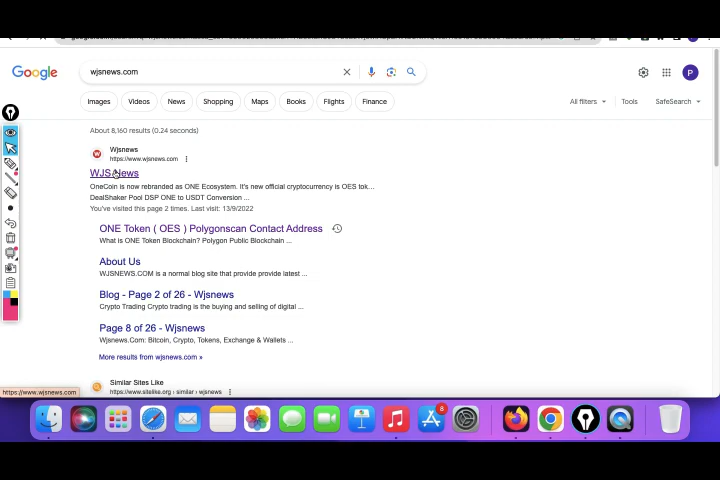 Google
wjsnews.com
P
Images
Videos
News
Shopping
Maps
Books
Flights
Finance
All filters
Tools
SafeSearch
About 8,160 results (0.24 seconds)
W
Wjsnews
https://www.wjsnews.com
WJS News
OneCoin is now rebranded as ONE Ecosystem. It's new official cryptocurrency is OES tok...
DealShaker Pool DSP ONE to USDT Conversion ...
You've visited this page 2 times. Last visit: 13/9/2022
ONE Token ( OES ) Polygonscan Contact Address
What is ONE Token Blockchain? Polygon Public Blockchain ...
About Us
WJSNEWS.COM is a normal blog site that provide provide latest ...
Blog - Page 2 of 26 - Wjsnews
Crypto Trading Crypto trading is the buying and selling of digital ...
Page 8 of 26 - Wjsnews
Wjsnews.Com: Bitcoin, Crypto, Tokens, Exchange & Wallets ...
More results from wjsnews.com »
Similar Sites Like
https://www.sitelike.org › similar › wjsnews
https://www.wjsnews.com
8